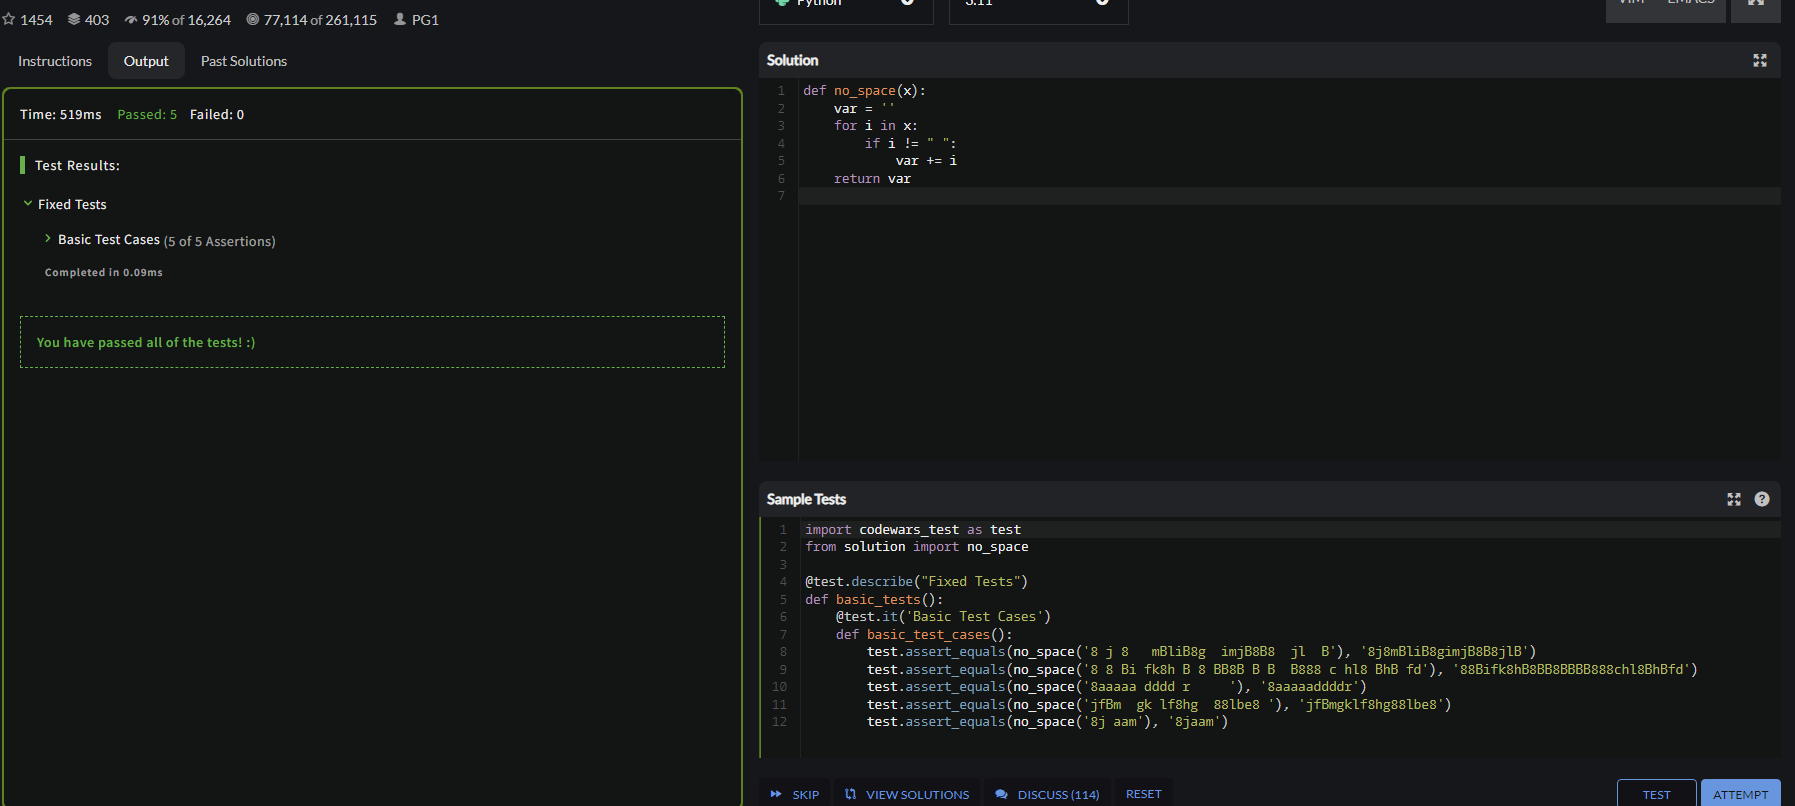 1454 403 91% of 16,264 77,114 of 261,115 PG1
Python 3.11 VIM EMACS
Instructions Output Past Solutions
Time: 519ms Passed: 5 Failed: 0
Test Results:
Fixed Tests
Basic Test Cases (5 of 5 Assertions)
Completed in 0.09ms
You have passed all of the tests! :)
Solution
1 def no_space(x):
2     var = ''
3     for i in x:
4         if i != " ":
5             var += i
6     return var
7
Sample Tests
1 import codewars_test as test
2 from solution import no_space
3
4 @test.describe("Fixed Tests")
5 def basic_tests():
6     @test.it('Basic Test Cases')
7     def basic_test_cases():
8         test.assert_equals(no_space('8 j 8   mBliB8g  imjB8B8  jl  B'), '8j8mBliB8gimjB8B8jlB')
9         test.assert_equals(no_space('8 8 Bi fk8h B 8 BB8B B B  B888 c hl8 BhB fd'), '88Bifk8hB8BB8BBBB888chl8BhBfd')
10         test.assert_equals(no_space('8aaaaa dddd r     '), '8aaaaaddddr')
11         test.assert_equals(no_space('jfBm  gk lf8hg  88lbe8 '), 'jfBmgklf8hg88lbe8')
12         test.assert_equals(no_space('8j aam'), '8jaam')
SKIP VIEW SOLUTIONS DISCUSS (114) RESET TEST ATTEMPT